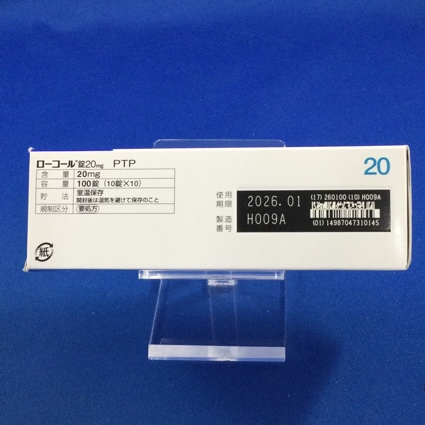 ローコール®錠20mg PTP
含量 20mg
容量 100錠（10錠×10）
貯法 室温保存
開封後は湿気を避けて保存のこと
規制区分 要処方
紙
20
使用期限 2026.01
製造番号 H009A
(17) 260100 (10) H009A
(01) 14987047310145